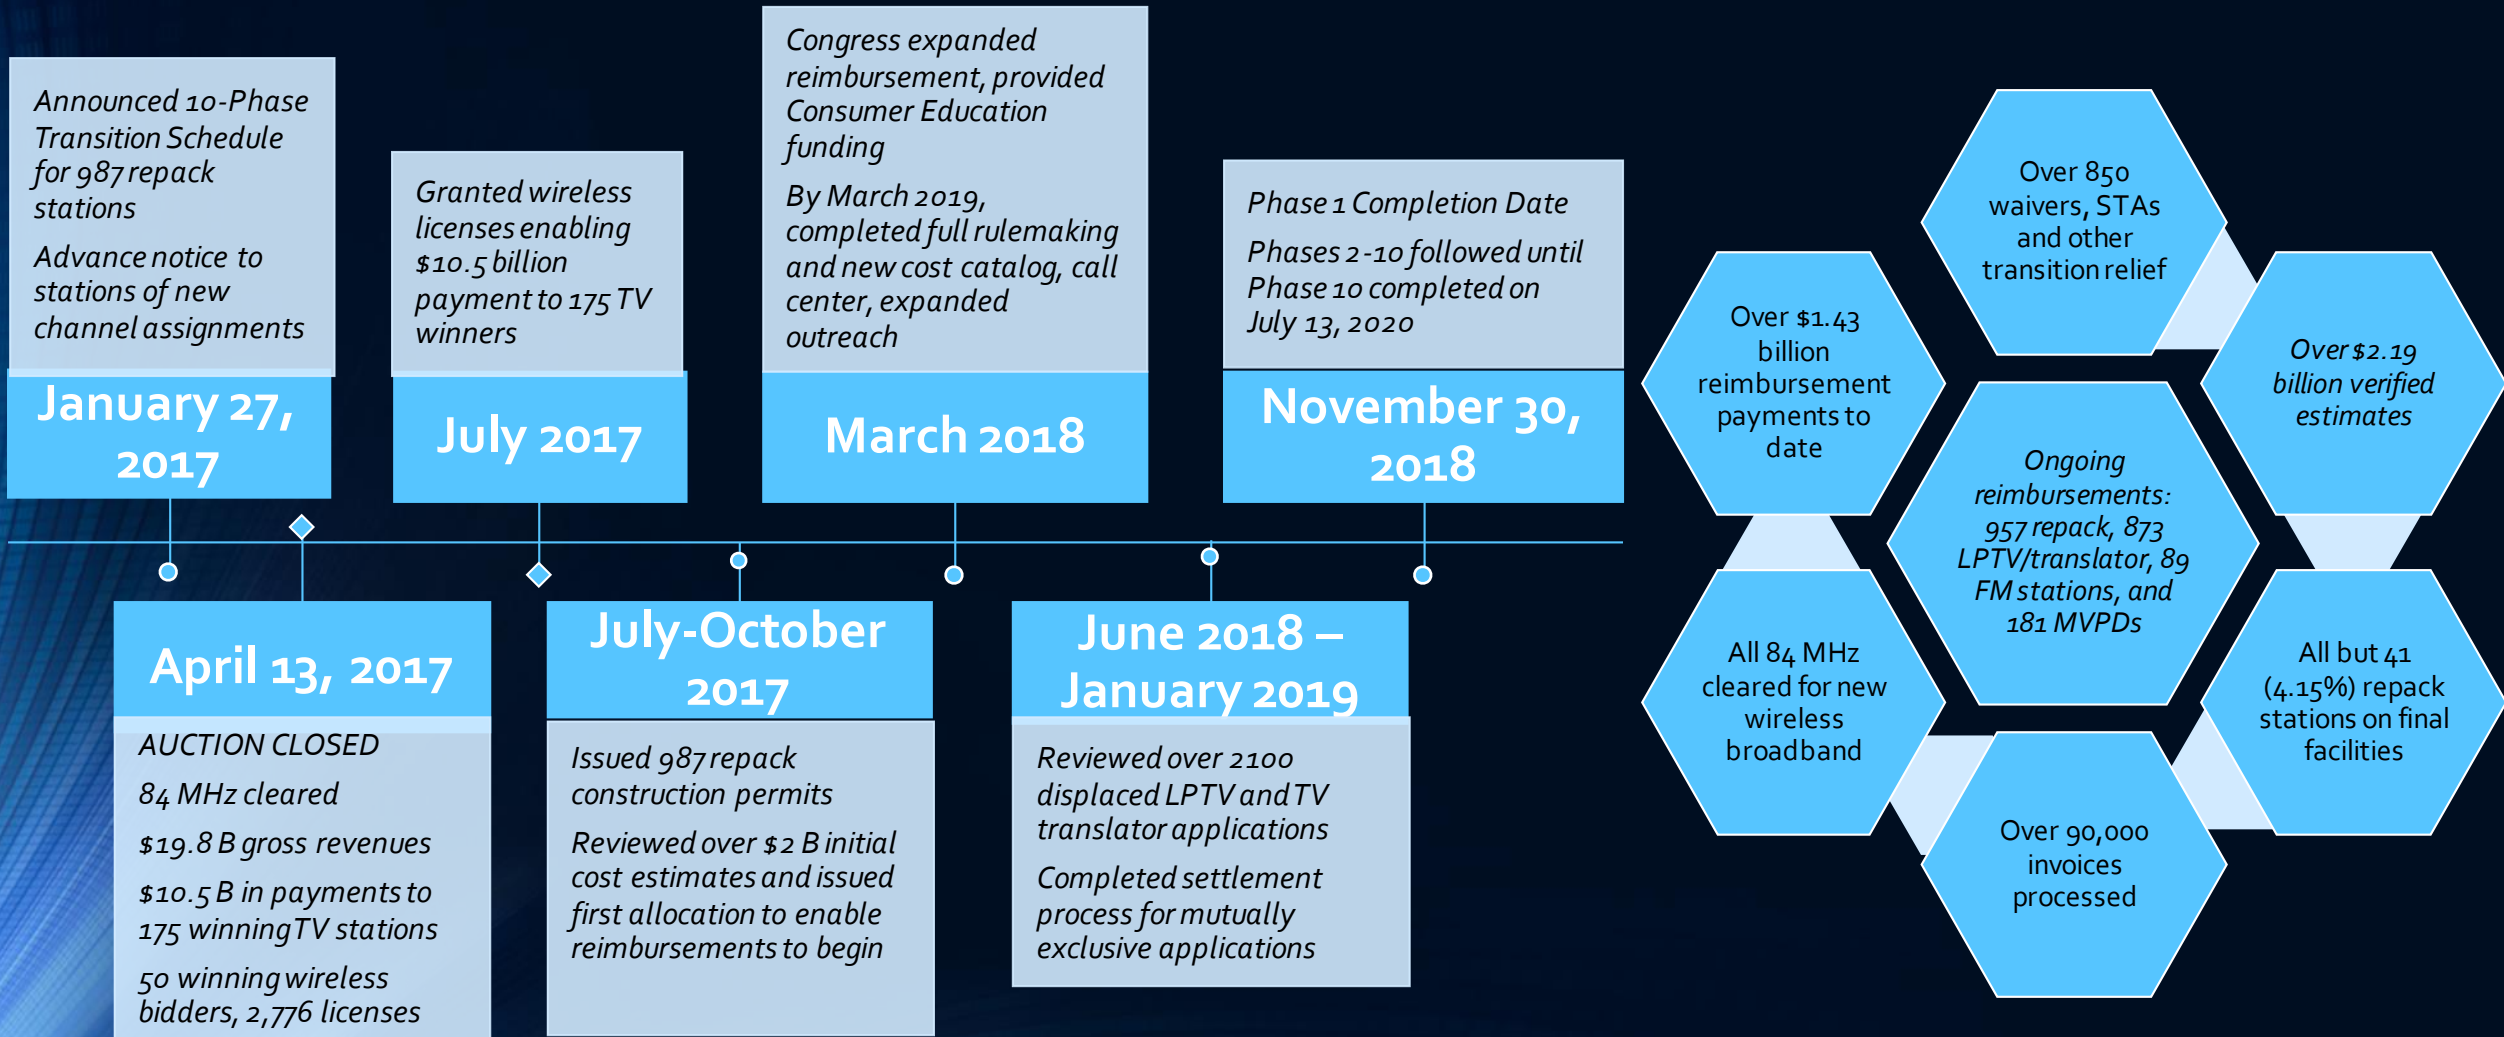 Announced 10-Phase
Transition Schedule
for 987 repack
stations
Advance notice to
stations of new
channel assignments
January 27,
2017
Granted wireless
licenses enabling
$10.5 billion
payment to 175 TV
winners
July 2017
Congress expanded
reimbursement, provided
Consumer Education
funding
By March 2019,
completed full rulemaking
and new cost catalog, call
center, expanded
outreach
March 2018
Phase 1 Completion Date
Phases 2-10 followed until
Phase 10 completed on
July 13, 2020
November 30,
2018
April 13, 2017
AUCTION CLOSED
84 MHz cleared
$19.8 B gross revenues
$10.5 B in payments to
175 winning TV stations
50 winning wireless
bidders, 2,776 licenses
July-October
2017
Issued 987 repack
construction permits
Reviewed over $2 B initial
cost estimates and issued
first allocation to enable
reimbursements to begin
June 2018 –
January 2019
Reviewed over 2100
displaced LPTV and TV
translator applications
Completed settlement
process for mutually
exclusive applications
Over 850
waivers, STAs
and other
transition relief
Over $1.43
billion
reimbursement
payments to
date
Over $2.19
billion verified
estimates
Ongoing
reimbursements:
957 repack, 873
LPTV/translator, 89
FM stations, and
181 MVPDs
All 84 MHz
cleared for new
wireless
broadband
All but 41
(4.15%) repack
stations on final
facilities
Over 90,000
invoices
processed